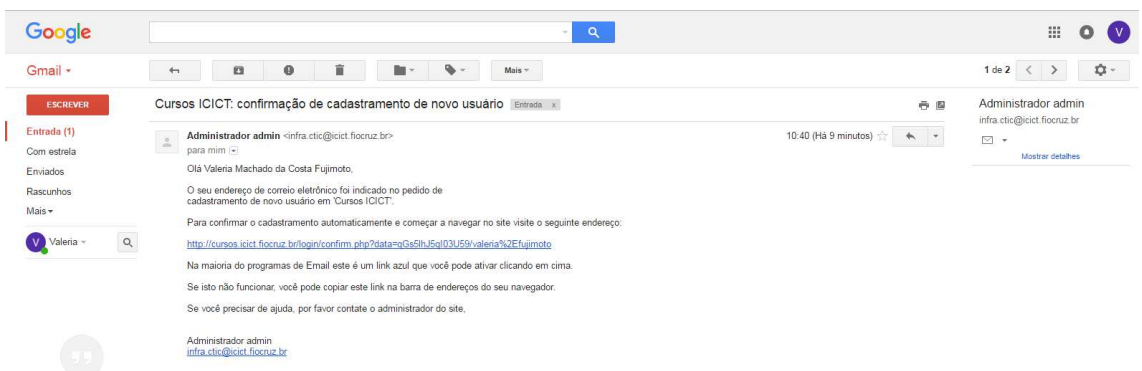 Google
V
Gmail
Mais
1 de 2
ESCREVER
Entrada (1)
Com estrela
Enviados
Rascunhos
Mais
Valeria
Cursos ICICT: confirmação de cadastramento de novo usuário Entrada x
Administrador admin <infra.ctic@icict.fiocruz.br>
para mim
10:40 (Há 9 minutos)
Olá Valeria Machado da Costa Fujimoto,
O seu endereço de correio eletrônico foi indicado no pedido de
cadastramento de novo usuário em 'Cursos ICICT'.
Para confirmar o cadastramento automaticamente e começar a navegar no site visite o seguinte endereço:
http://cursos.icict.fiocruz.br/login/confirm.php?data=qGs5lhJ5ql03U59/valeria%2Efujimoto
Na maioria do programas de Email este é um link azul que você pode ativar clicando em cima.
Se isto não funcionar, você pode copiar este link na barra de endereços do seu navegador.
Se você precisar de ajuda, por favor contate o administrador do site,
Administrador admin
infra.ctic@icict.fiocruz.br
Administrador admin
infra.ctic@icict.fiocruz.br
Mostrar detalhes
V